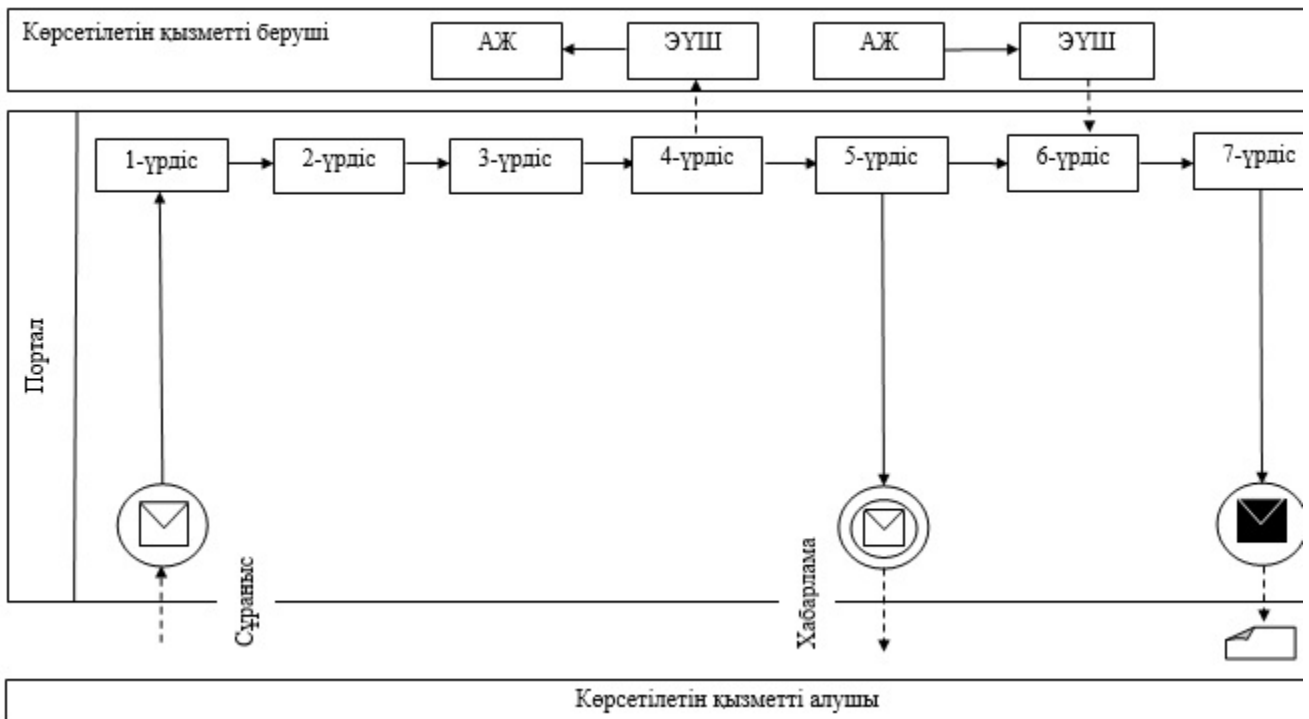 Көрсетілетін қызметті беруші
АЖ
ЭҮШ
АЖ
ЭҮШ
1-үрдіс
2-үрдіс
3-үрдіс
4-үрдіс
5-үрдіс
6-үрдіс
7-үрдіс
Портал
Сұраныс
Хабарлама
Көрсетілетін қызметті алушы